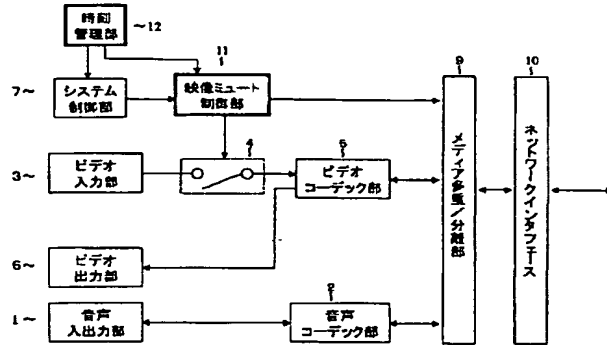 時刻
管理部
~12
11
9
10
7~
システム
制御部
映像ミュート
制御部
4
5
3~
ビデオ
入力部
ビデオ
コーデック部
メディア多重/分離部
ネットワークインタフェース
6~
ビデオ
出力部
2
1~
音声
入出力部
音声
コーデック部